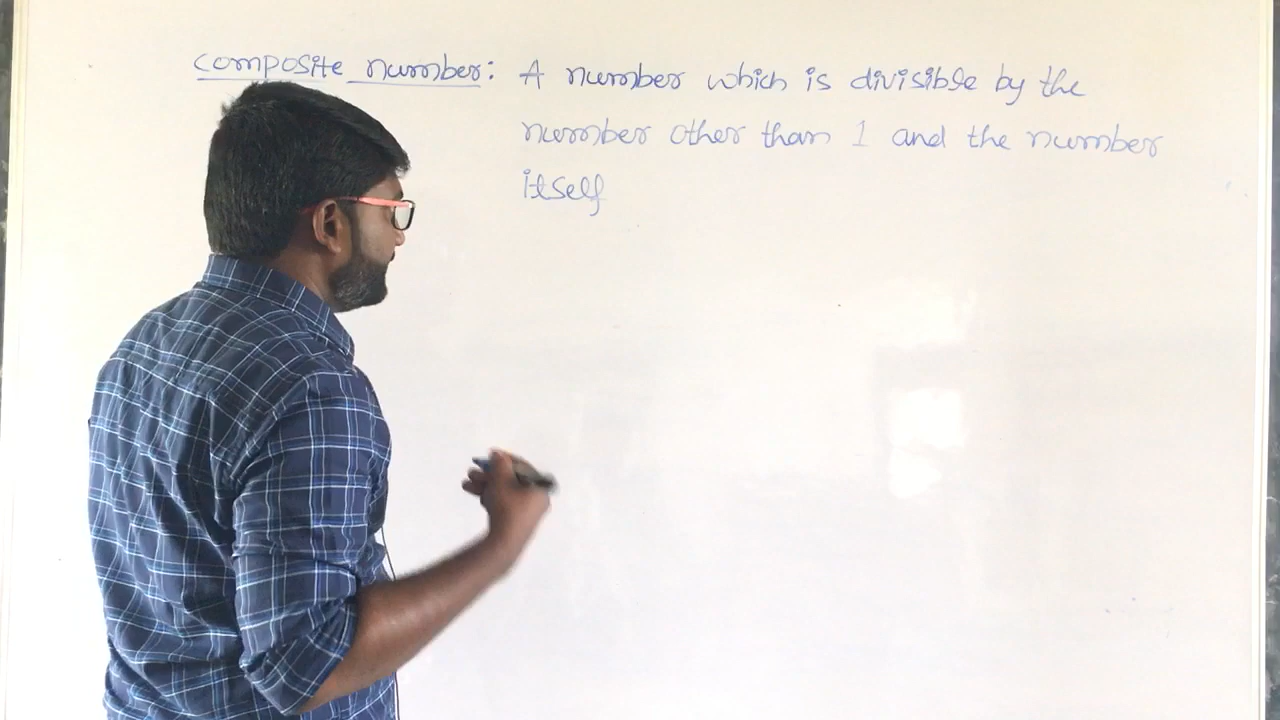 composite number: A number which is divisible by the
number other than 1 and the number
itself